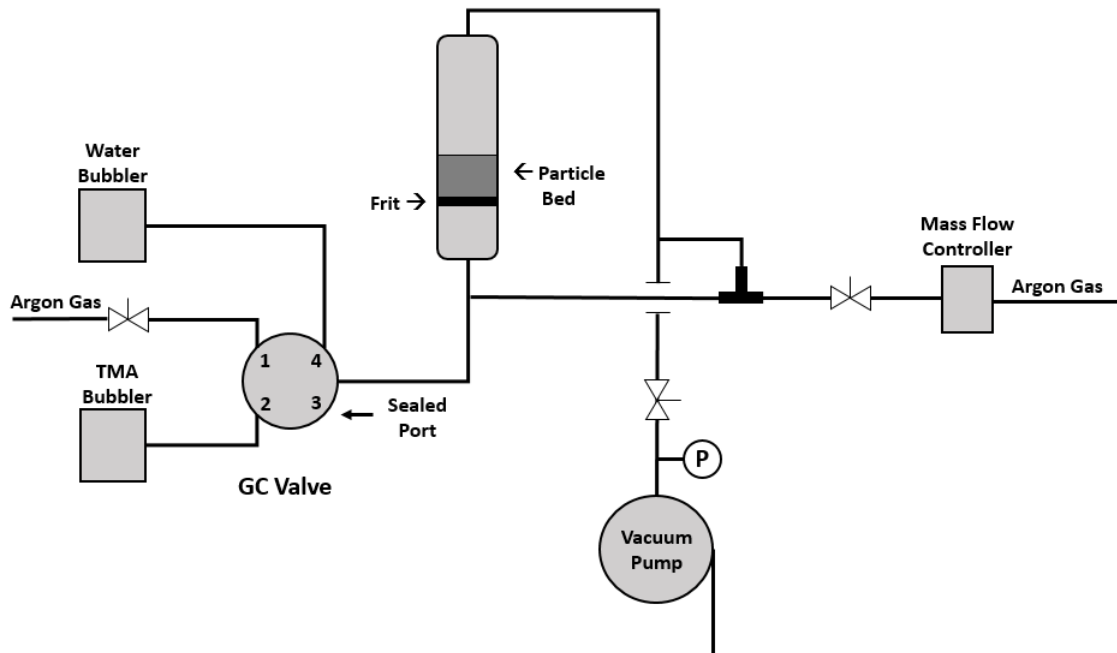 Water
Bubbler
Frit →
← Particle
Bed
Mass Flow
Controller
Argon Gas
Argon Gas
1
4
2
3
TMA
Bubbler
Sealed
Port
GC Valve
P
Vacuum
Pump